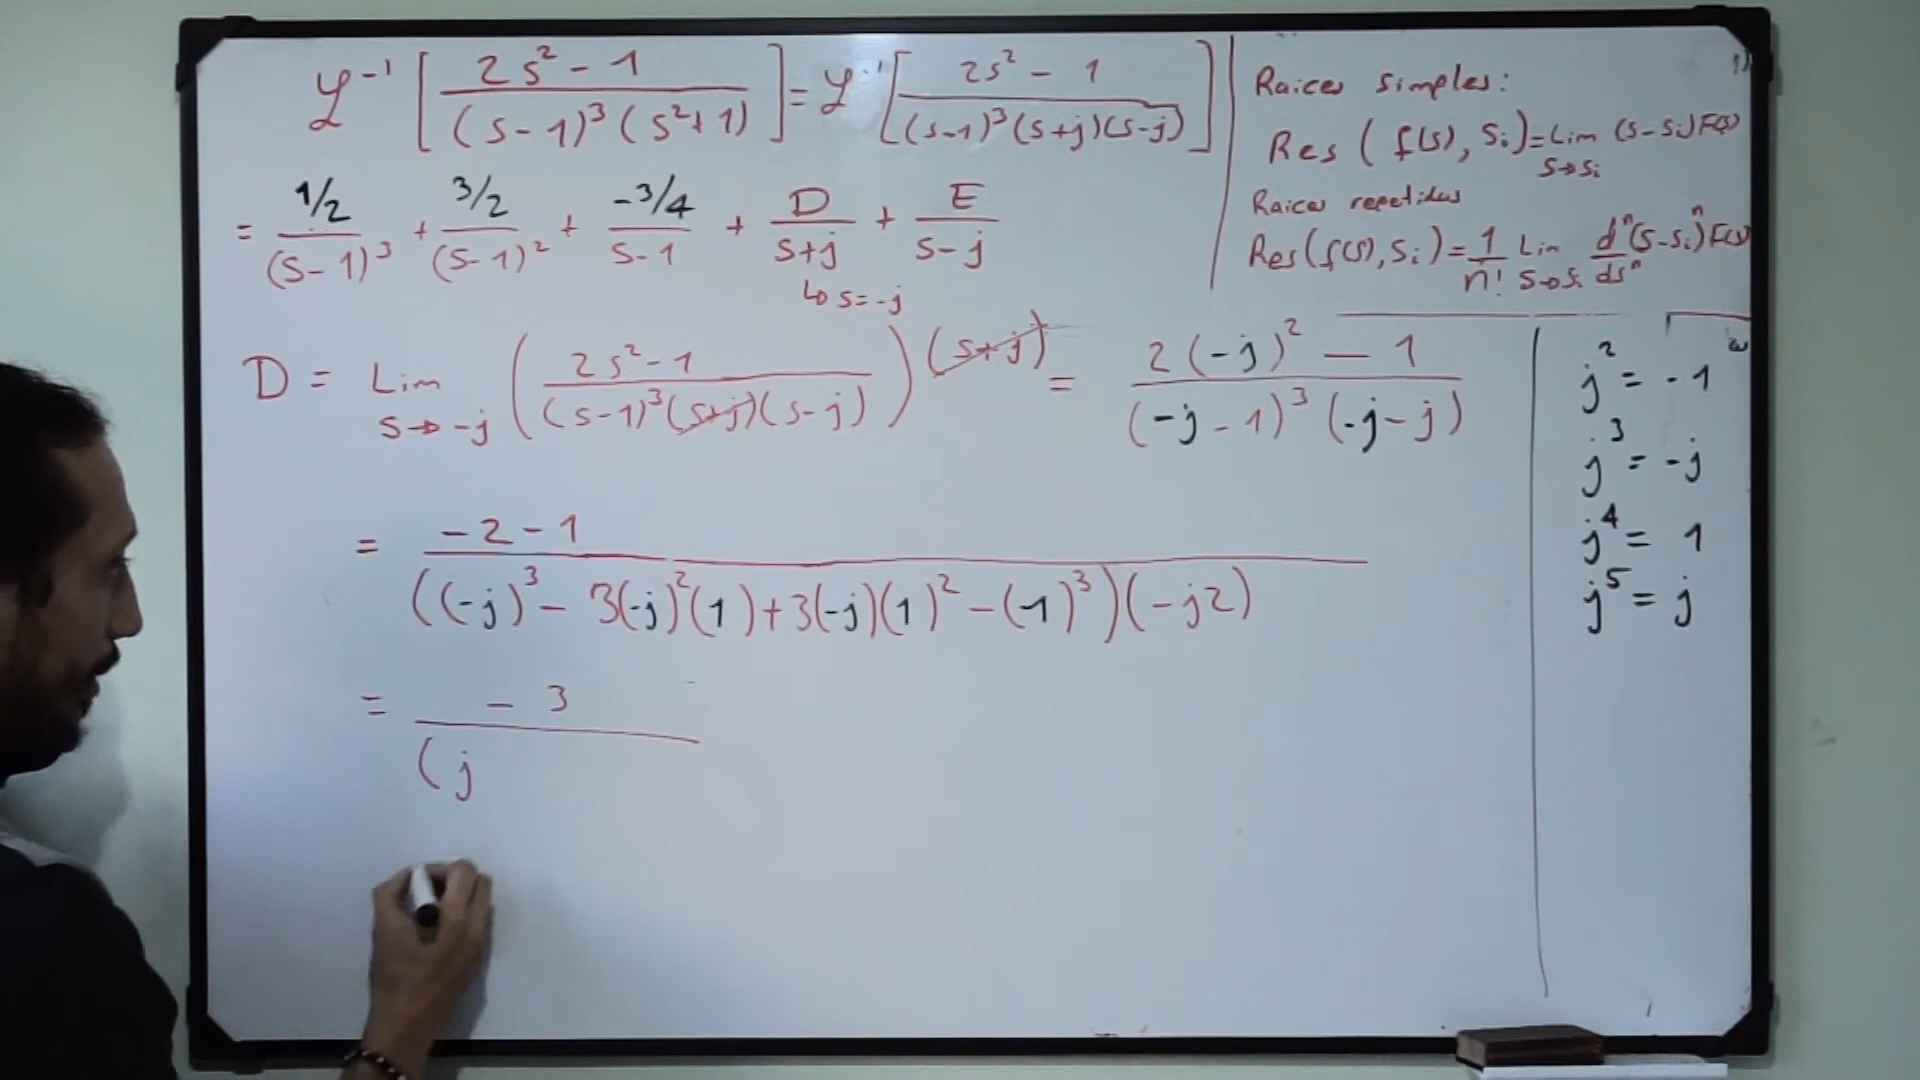 ℒ⁻¹ [ (2s² - 1) / ((s-1)³ (s²+1)) ] = ℒ⁻¹ [ (2s² - 1) / ((s-1)³ (s+j)(s-j)) ]
= (1/2)/(s-1)³ + (3/2)/(s-1)² + (-3/4)/(s-1) + D/(s+j) + E/(s-j)
↳ s=-j
D = Lim s→-j ( (2s²-1) / ((s-1)³(s+j)(s-j)) ) (s+j) = (2(-j)² - 1) / ((-j-1)³ (-j-j))
= (-2-1) / (((-j)³ - 3(-j)²(1) + 3(-j)(1)² - (1)³)(-j2))
= -3 / (j
Raices simples:
Res (f(s), si) = Lim s→si (s-si)F(s)
Raices repetidas
Res(f(s), si) = 1/n! Lim s→si dⁿ/dsⁿ (s-si)ⁿ F(s)
j² = -1
j³ = -j
j⁴ = 1
j⁵ = j